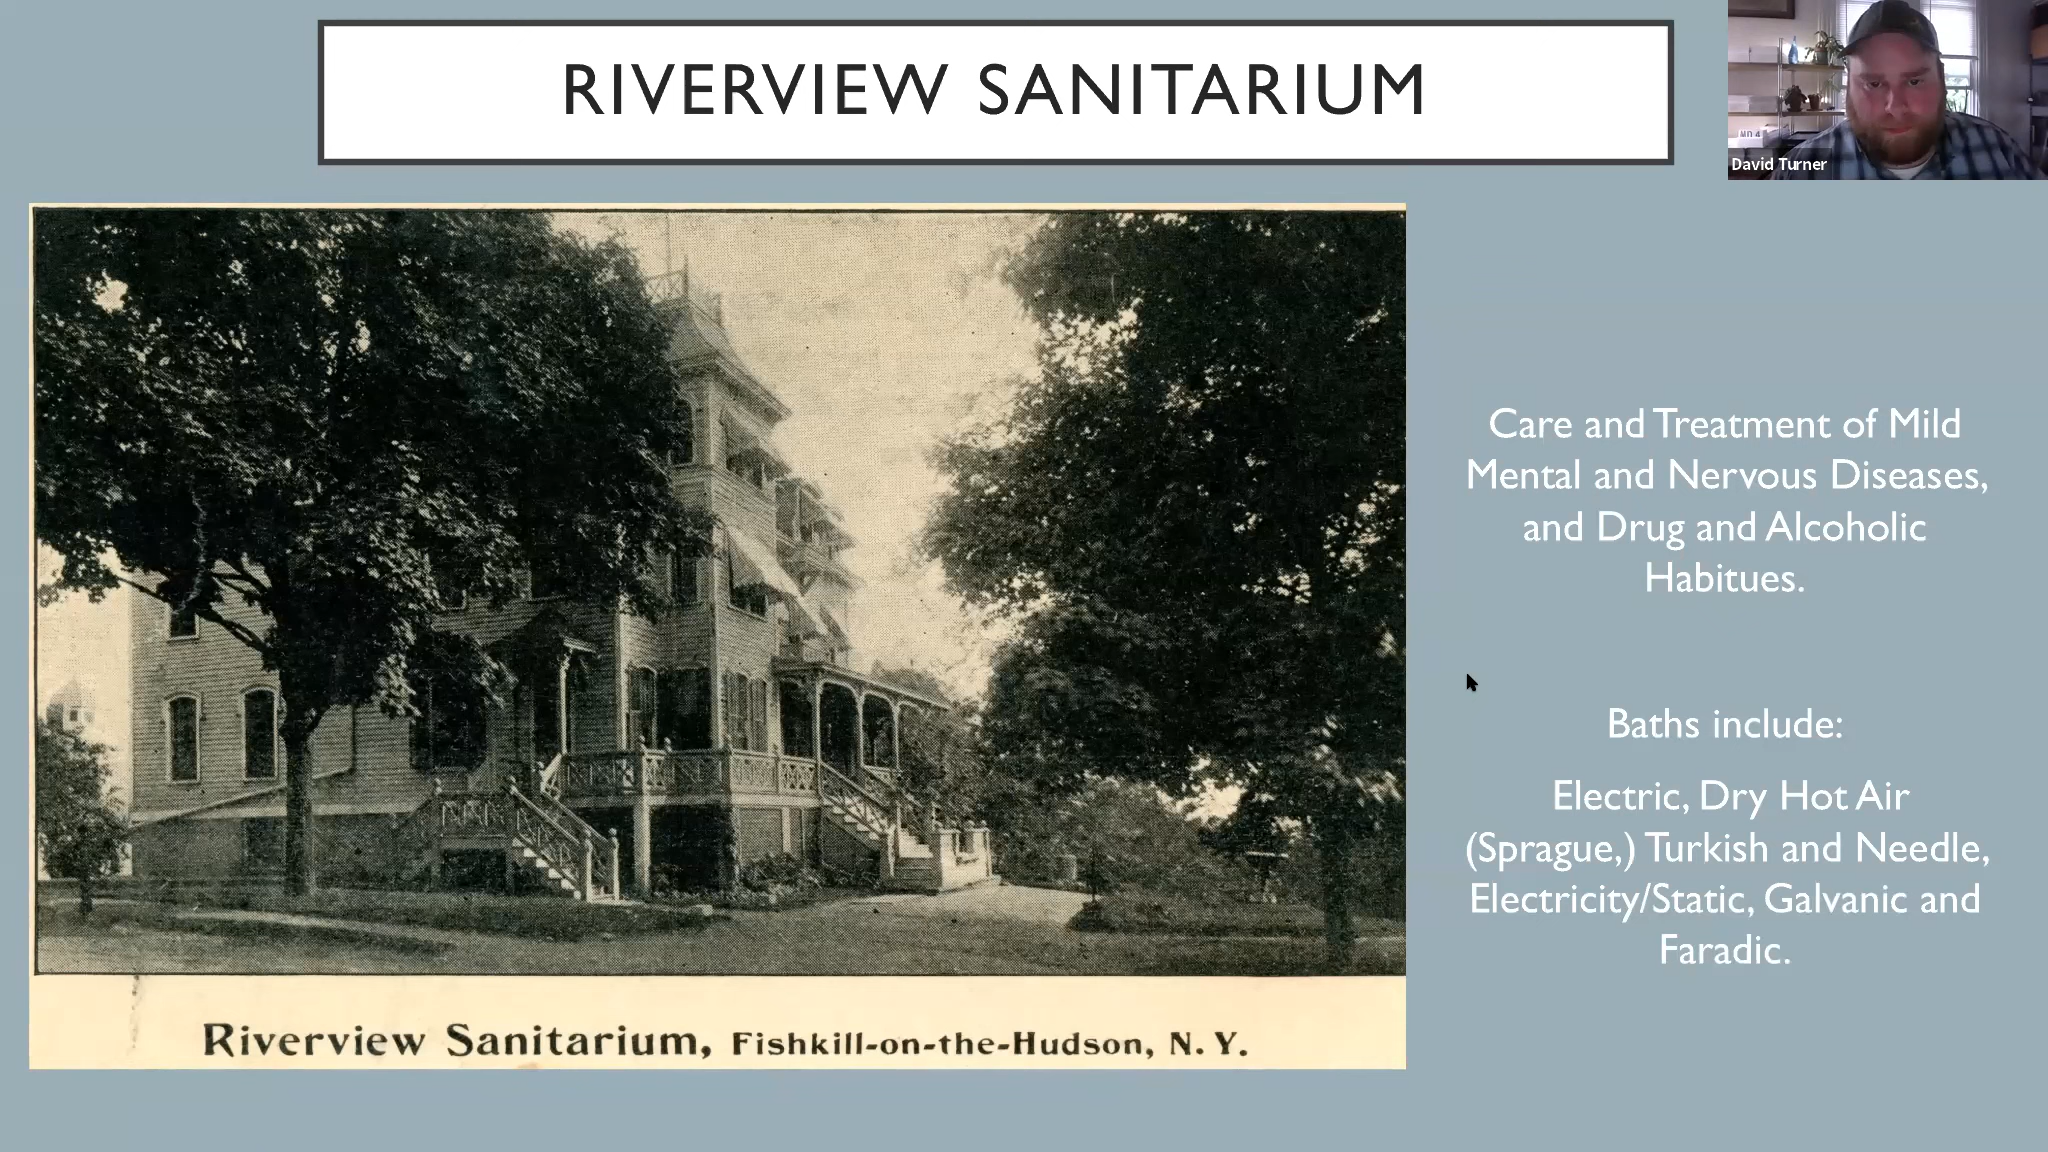 RIVERVIEW SANITARIUM
David Turner
Care and Treatment of Mild
Mental and Nervous Diseases,
and Drug and Alcoholic
Habitues.
Baths include:
Electric, Dry Hot Air
(Sprague,) Turkish and Needle,
Electricity/Static, Galvanic and
Faradic.
Riverview Sanitarium, Fishkill-on-the-Hudson, N. Y.